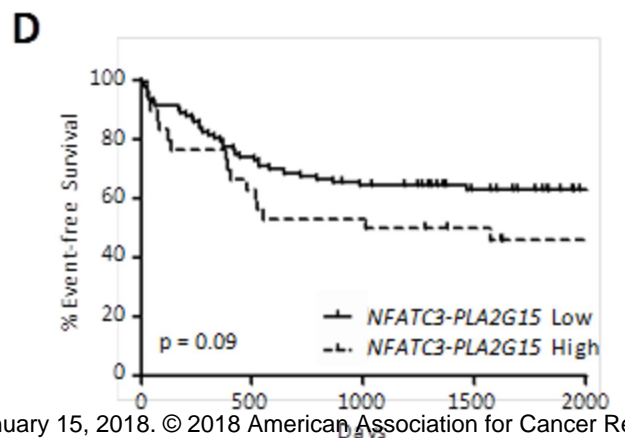 D
100
80
60
40
20
0
% Event-free Survival
NFATC3-PLA2G15 Low
NFATC3-PLA2G15 High
p = 0.09
0 500 1000 1500 2000
Days
nuary 15, 2018. © 2018 American Association for Cancer Re